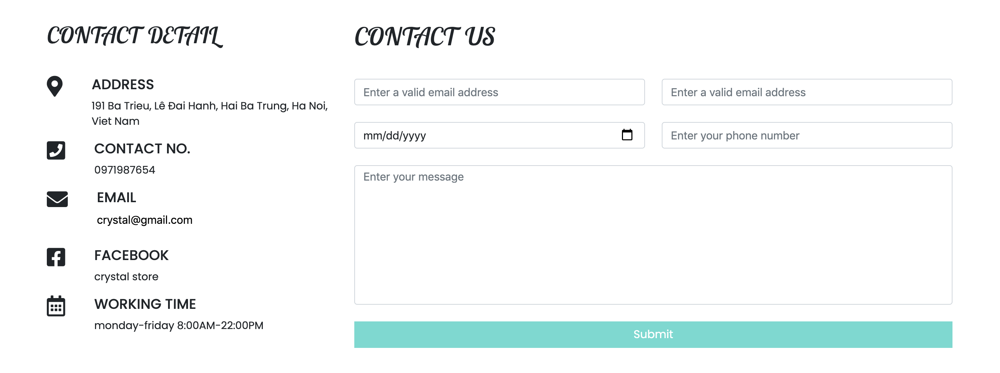 CONTACT DETAIL
ADDRESS
191 Ba Trieu, Lê Đai Hanh, Hai Ba Trung, Ha Noi,
Viet Nam
CONTACT NO.
0971987654
EMAIL
crystal@gmail.com
FACEBOOK
crystal store
WORKING TIME
monday-friday 8:00AM-22:00PM
CONTACT US
Enter a valid email address
Enter a valid email address
mm/dd/yyyy
Enter your phone number
Enter your message
Submit